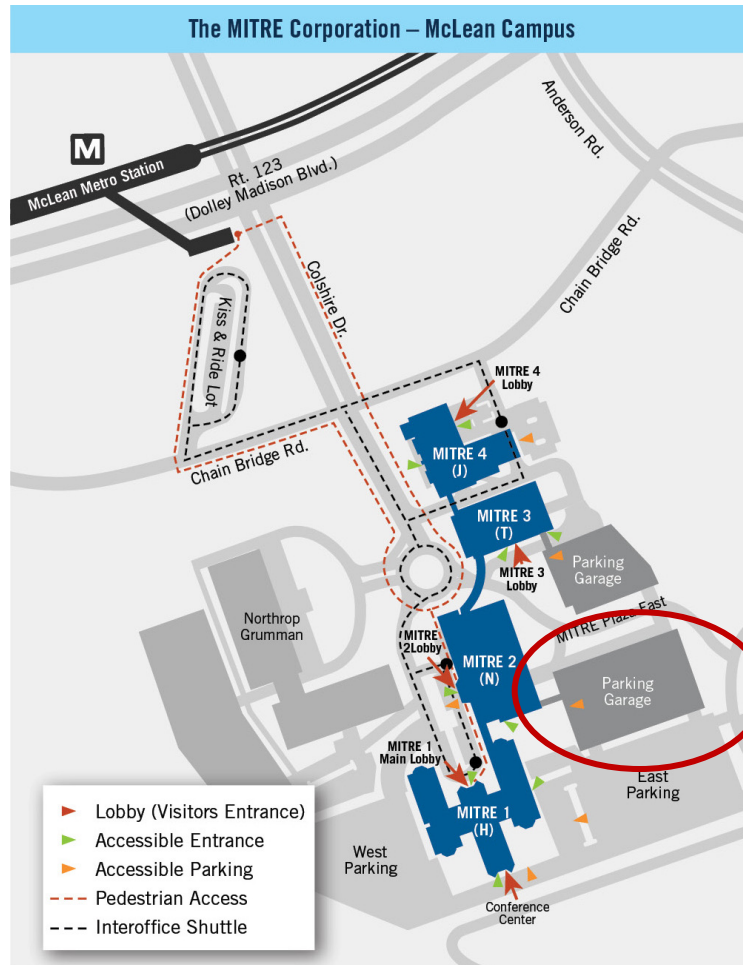 The MITRE Corporation – McLean Campus
M
McLean Metro Station
Rt. 123
(Dolley Madison Blvd.)
Anderson Rd.
Chain Bridge Rd.
Colshire Dr.
Kiss & Ride Lot
Chain Bridge Rd.
MITRE 4
Lobby
MITRE 4
(J)
MITRE 3
(T)
MITRE 3
Lobby
Parking
Garage
Northrop
Grumman
MITRE Plaza East
MITRE
2Lobby
MITRE 2
(N)
Parking
Garage
MITRE 1
Main Lobby
East
Parking
MITRE 1
(H)
West
Parking
Conference
Center
Lobby (Visitors Entrance)
Accessible Entrance
Accessible Parking
Pedestrian Access
Interoffice Shuttle